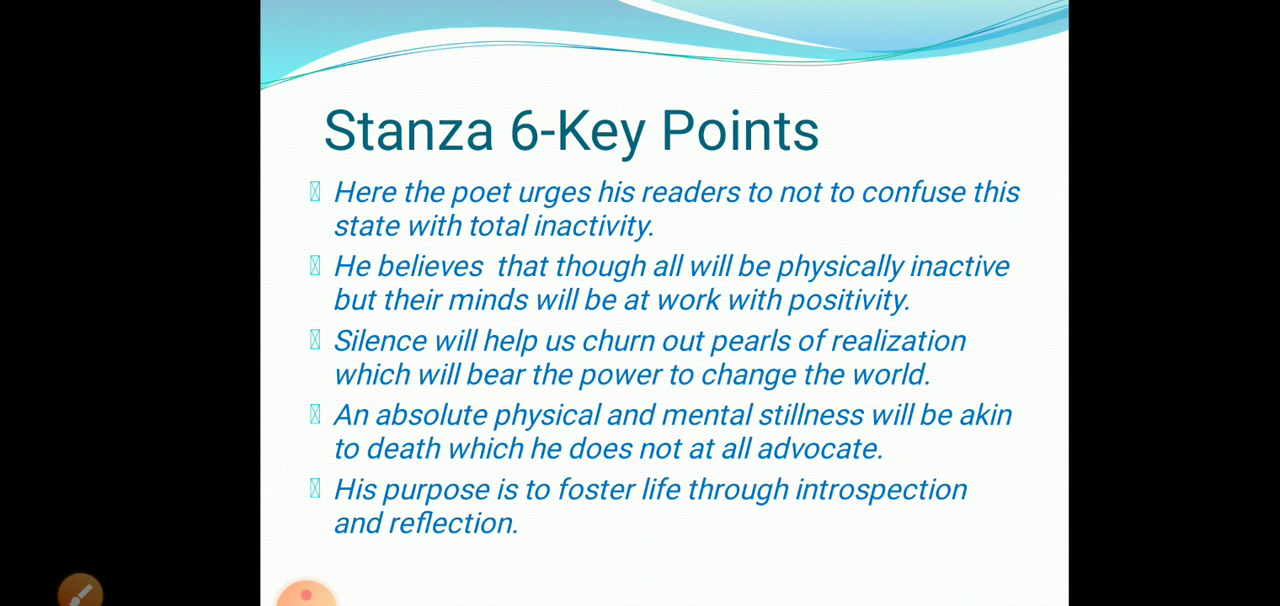 Stanza 6-Key Points
Here the poet urges his readers to not to confuse this
state with total inactivity.
He believes  that though all will be physically inactive
but their minds will be at work with positivity.
Silence will help us churn out pearls of realization
which will bear the power to change the world.
An absolute physical and mental stillness will be akin
to death which he does not at all advocate.
His purpose is to foster life through introspection
and reflection.